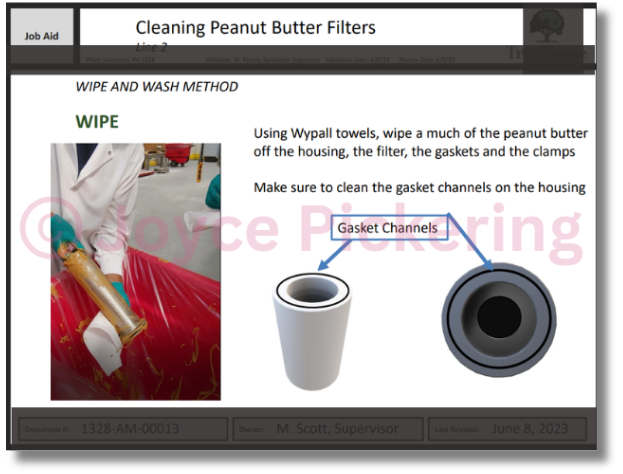 Job Aid
Cleaning Peanut Butter Filters
Line 2
WIPE AND WASH METHOD
WIPE
Using Wypall towels, wipe a much of the peanut butter
off the housing, the filter, the gaskets and the clamps
Make sure to clean the gasket channels on the housing
©Joyce Pickering
Gasket Channels
Document #: 1328-AM-00013
Owner: M. Scott, Supervisor
Last Revised: June 8, 2023